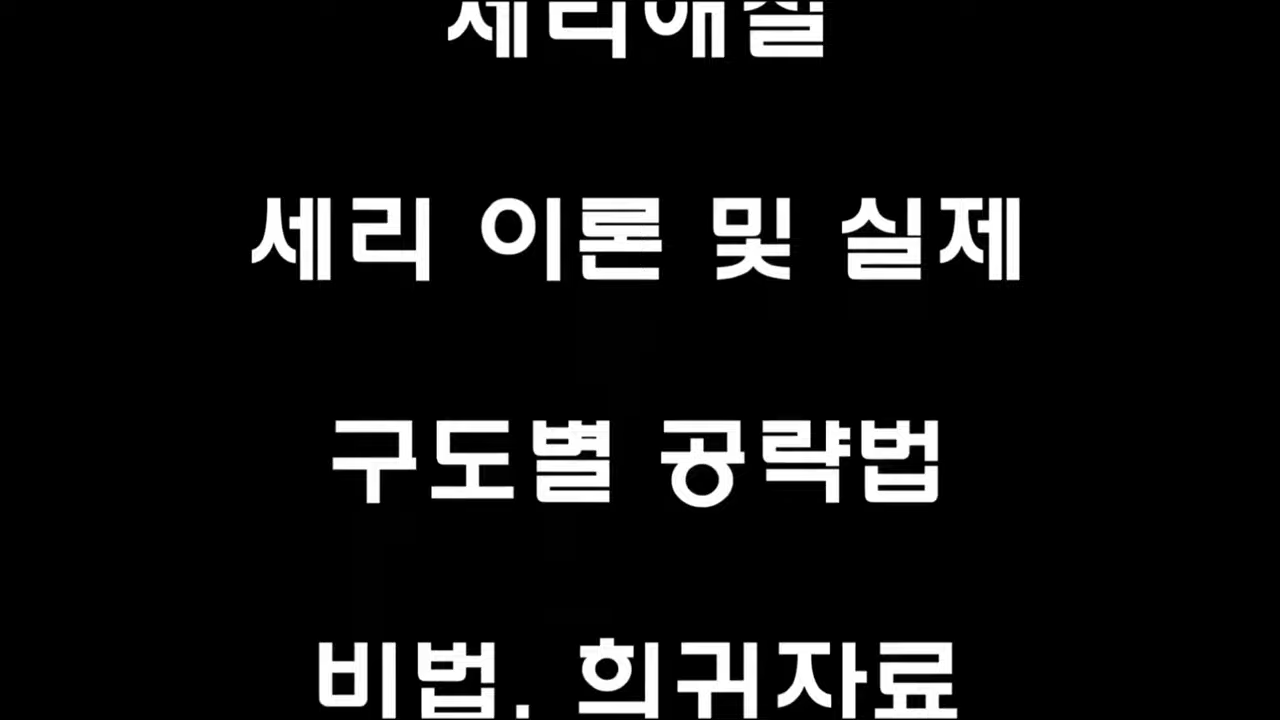 세리 이론 및 실제
구도별 공략법
비법, 희귀자료